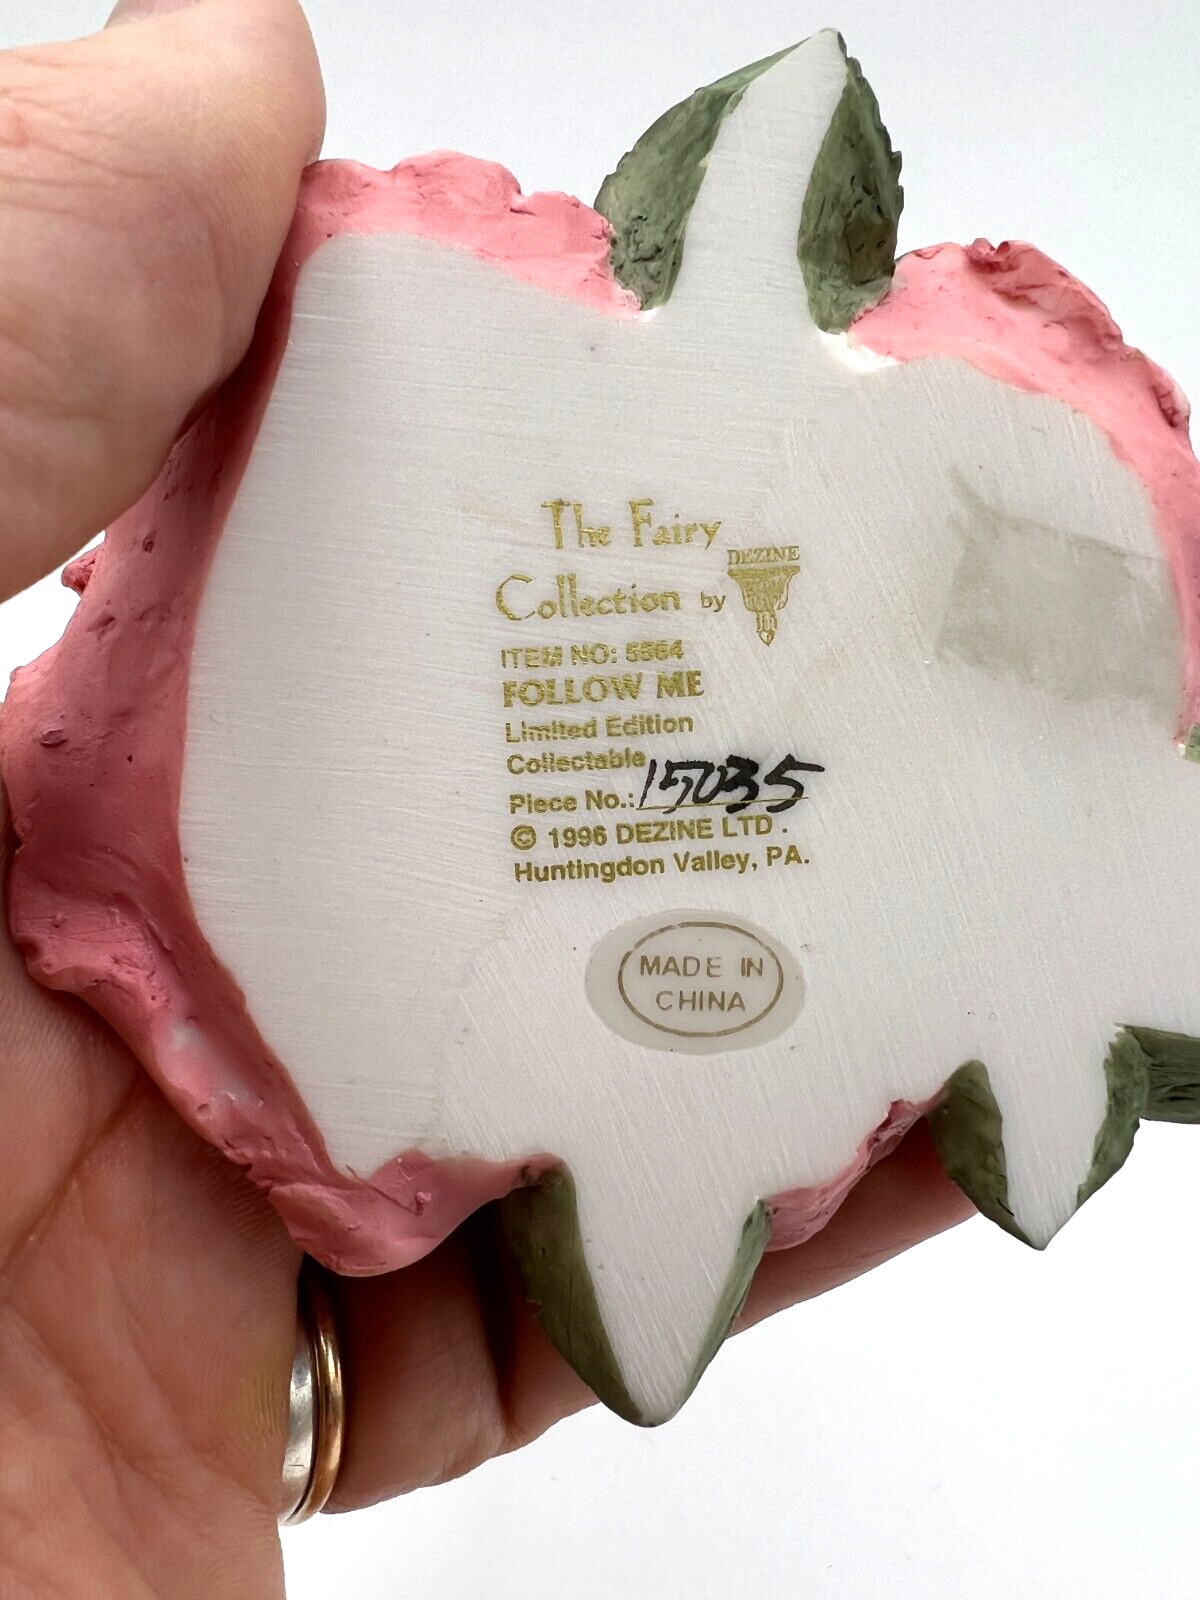 The Fairy
Collection by DEZINE
ITEM NO: 5564
FOLLOW ME
Limited Edition
Collectable
Piece No.: 15035
© 1996 DEZINE LTD.
Huntingdon Valley, PA.
MADE IN
CHINA